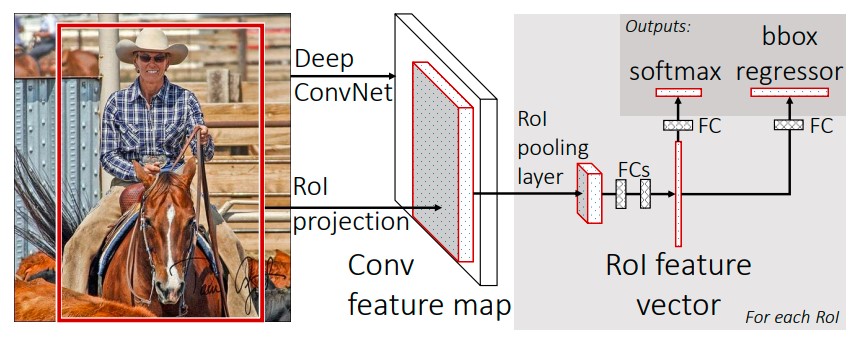 Deep
ConvNet
RoI
projection
Conv
feature map
RoI
pooling
layer
FCs
RoI feature
vector
For each RoI
Outputs:
softmax
bbox
regressor
FC
FC